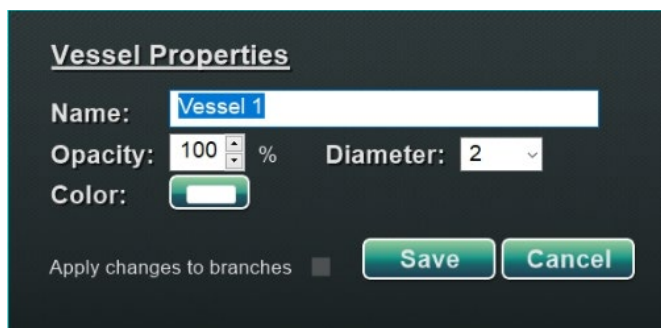 Vessel Properties
Name: Vessel 1
Opacity: 100 % Diameter: 2
Color:
Apply changes to branches Save Cancel